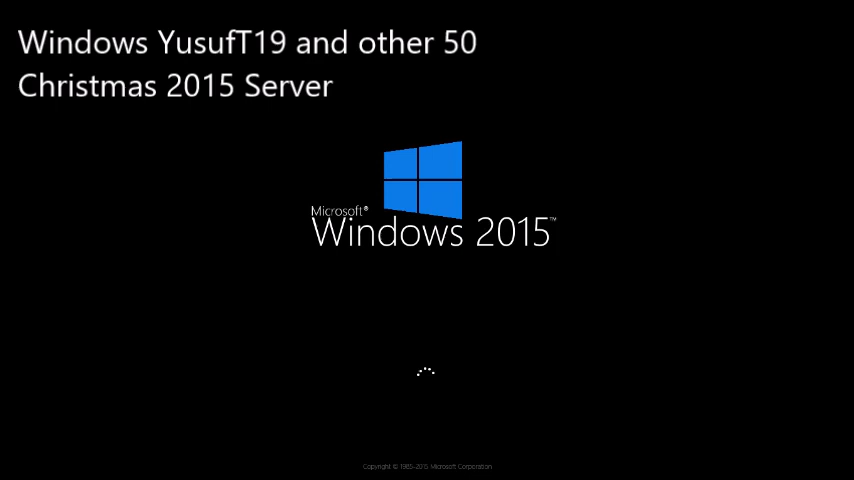 Windows YusufT19 and other 50
Christmas 2015 Server
Microsoft®
Windows 2015™
Copyright © 1985-2015 Microsoft Corporation